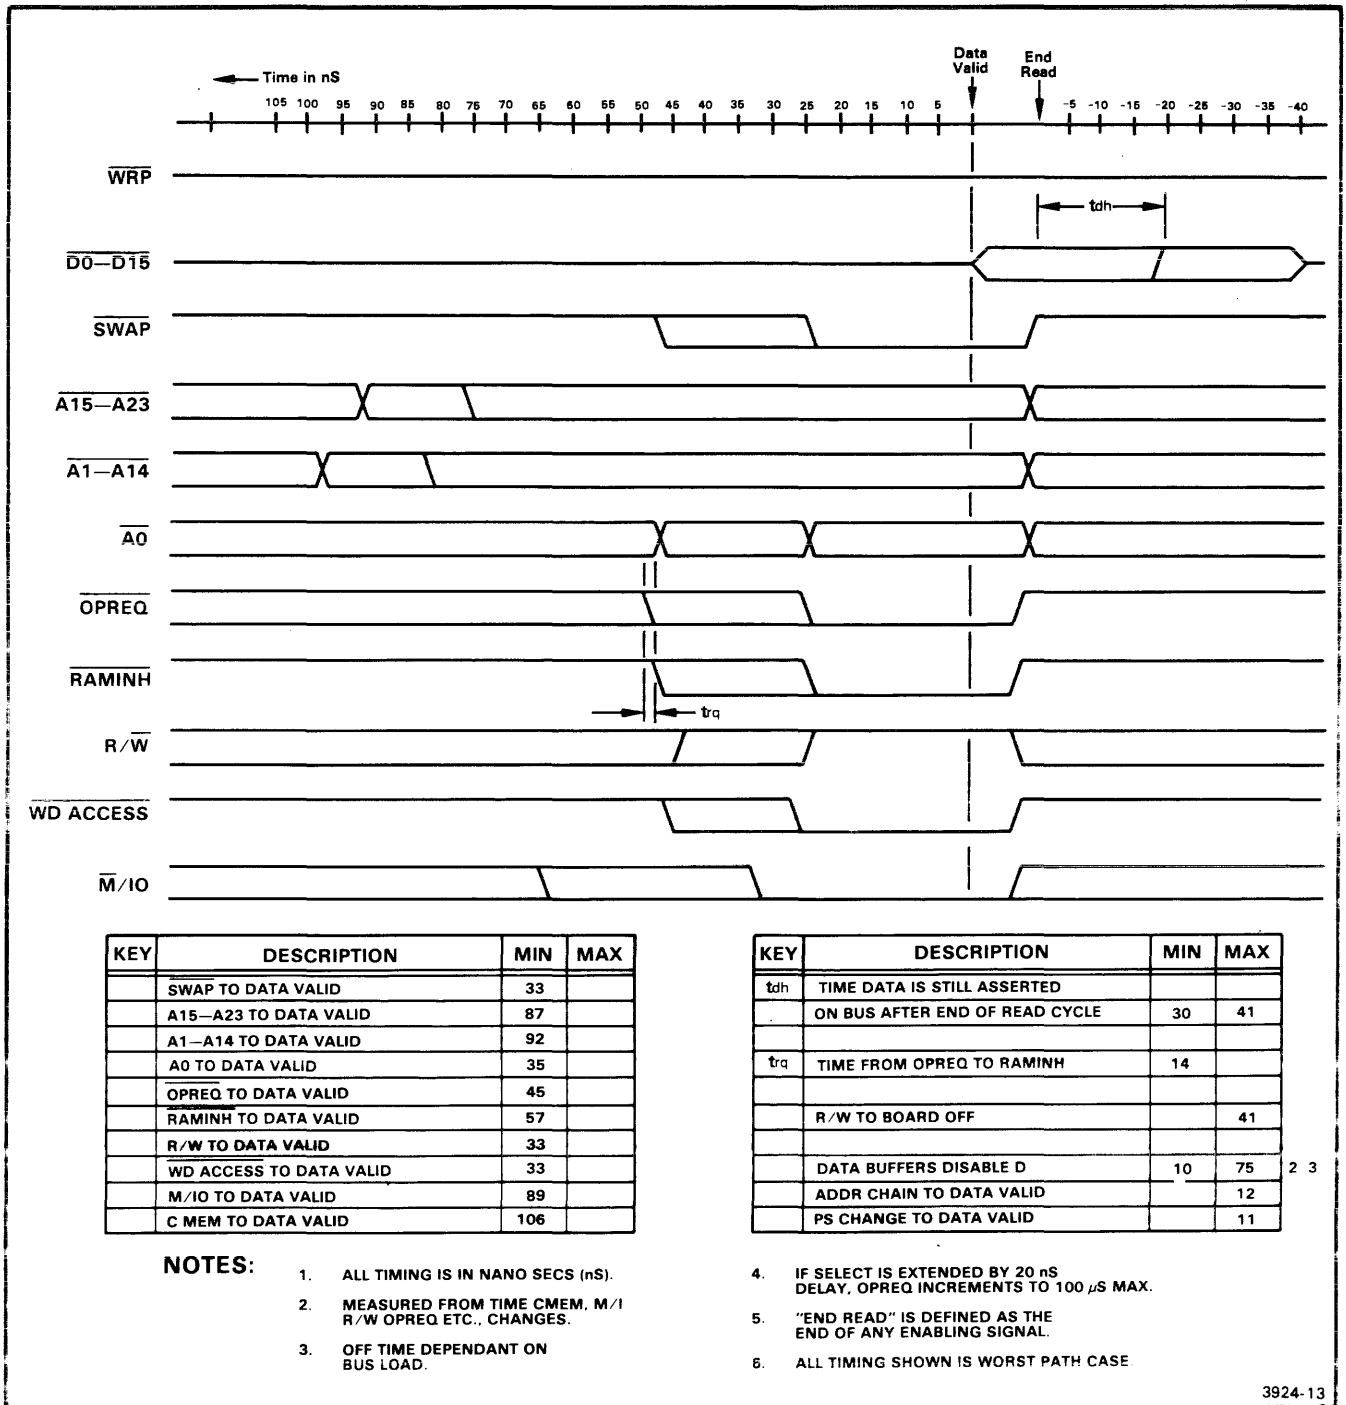 Data Valid
End Read
Time in nS
105 100 95 90 85 80 75 70 65 60 55 50 45 40 35 30 25 20 15 10 5 -5 -10 -15 -20 -25 -30 -35 -40
WRP
tdh
D0—D15
SWAP
A15—A23
A1—A14
A0
OPREQ
RAMINH
trq
R/W
WD ACCESS
M/IO
KEY DESCRIPTION MIN MAX
SWAP TO DATA VALID 33
A15—A23 TO DATA VALID 87
A1—A14 TO DATA VALID 92
A0 TO DATA VALID 35
OPREQ TO DATA VALID 45
RAMINH TO DATA VALID 57
R/W TO DATA VALID 33
WD ACCESS TO DATA VALID 33
M/IO TO DATA VALID 89
C MEM TO DATA VALID 106
KEY DESCRIPTION MIN MAX
tdh TIME DATA IS STILL ASSERTED
ON BUS AFTER END OF READ CYCLE 30 41
trq TIME FROM OPREQ TO RAMINH 14
R/W TO BOARD OFF 41
DATA BUFFERS DISABLE D 10 75 2 3
ADDR CHAIN TO DATA VALID 12
PS CHANGE TO DATA VALID 11
NOTES:
1. ALL TIMING IS IN NANO SECS (nS).
2. MEASURED FROM TIME CMEM, M/I
R/W OPREQ ETC., CHANGES.
3. OFF TIME DEPENDANT ON
BUS LOAD.
4. IF SELECT IS EXTENDED BY 20 nS
DELAY, OPREQ INCREMENTS TO 100 µS MAX.
5. "END READ" IS DEFINED AS THE
END OF ANY ENABLING SIGNAL.
6. ALL TIMING SHOWN IS WORST PATH CASE
3924-13